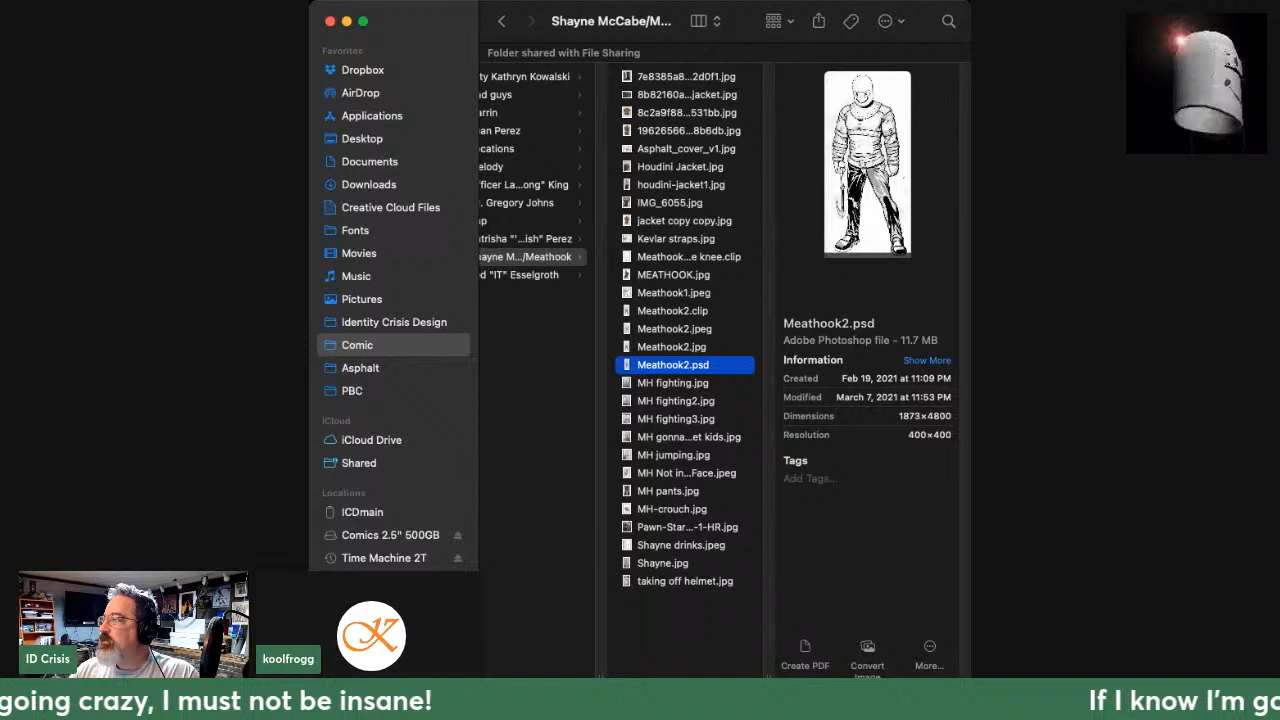 Shayne McCabe/M...
Folder shared with File Sharing
Favorites
Dropbox
AirDrop
Applications
Desktop
Documents
Downloads
Creative Cloud Files
Fonts
Movies
Music
Pictures
Identity Crisis Design
Comic
Asphalt
PBC
iCloud
iCloud Drive
Shared
Locations
ICDmain
Comics 2.5" 500GB
Time Machine 2T
ty Kathryn Kowalski
ad guys
arrin
uan Perez
ocations
elody
fficer La...ong" King
r. Gregory Johns
up
atrisha "'...ish" Perez
hayne M.../Meathook
ed "IT" Esselgroth
7e8385a8...2d0f1.jpg
8b82160a...jacket.jpg
8c2a9f88...531bb.jpg
19626566...8b6db.jpg
Asphalt_cover_v1.jpg
Houdini Jacket.jpg
houdini-jacket1.jpg
IMG_6055.jpg
jacket copy copy.jpg
Kevlar straps.jpg
Meathook...e knee.clip
MEATHOOK.jpg
Meathook1.jpeg
Meathook2.clip
Meathook2.jpeg
Meathook2.jpg
Meathook2.psd
MH fighting.jpg
MH fighting2.jpg
MH fighting3.jpg
MH gonna...et kids.jpg
MH jumping.jpg
MH Not in...Face.jpeg
MH pants.jpg
MH-crouch.jpg
Pawn-Star...-1-HR.jpg
Shayne drinks.jpeg
Shayne.jpg
taking off helmet.jpg
Meathook2.psd
Adobe Photoshop file - 11.7 MB
Information Show More
Created Feb 19, 2021 at 11:09 PM
Modified March 7, 2021 at 11:53 PM
Dimensions 1873×4800
Resolution 400×400
Tags
Add Tags...
Create PDF
Convert Image
More...
ID Crisis
K
koolfrogg
going crazy, I must not be insane! If I know I'm go